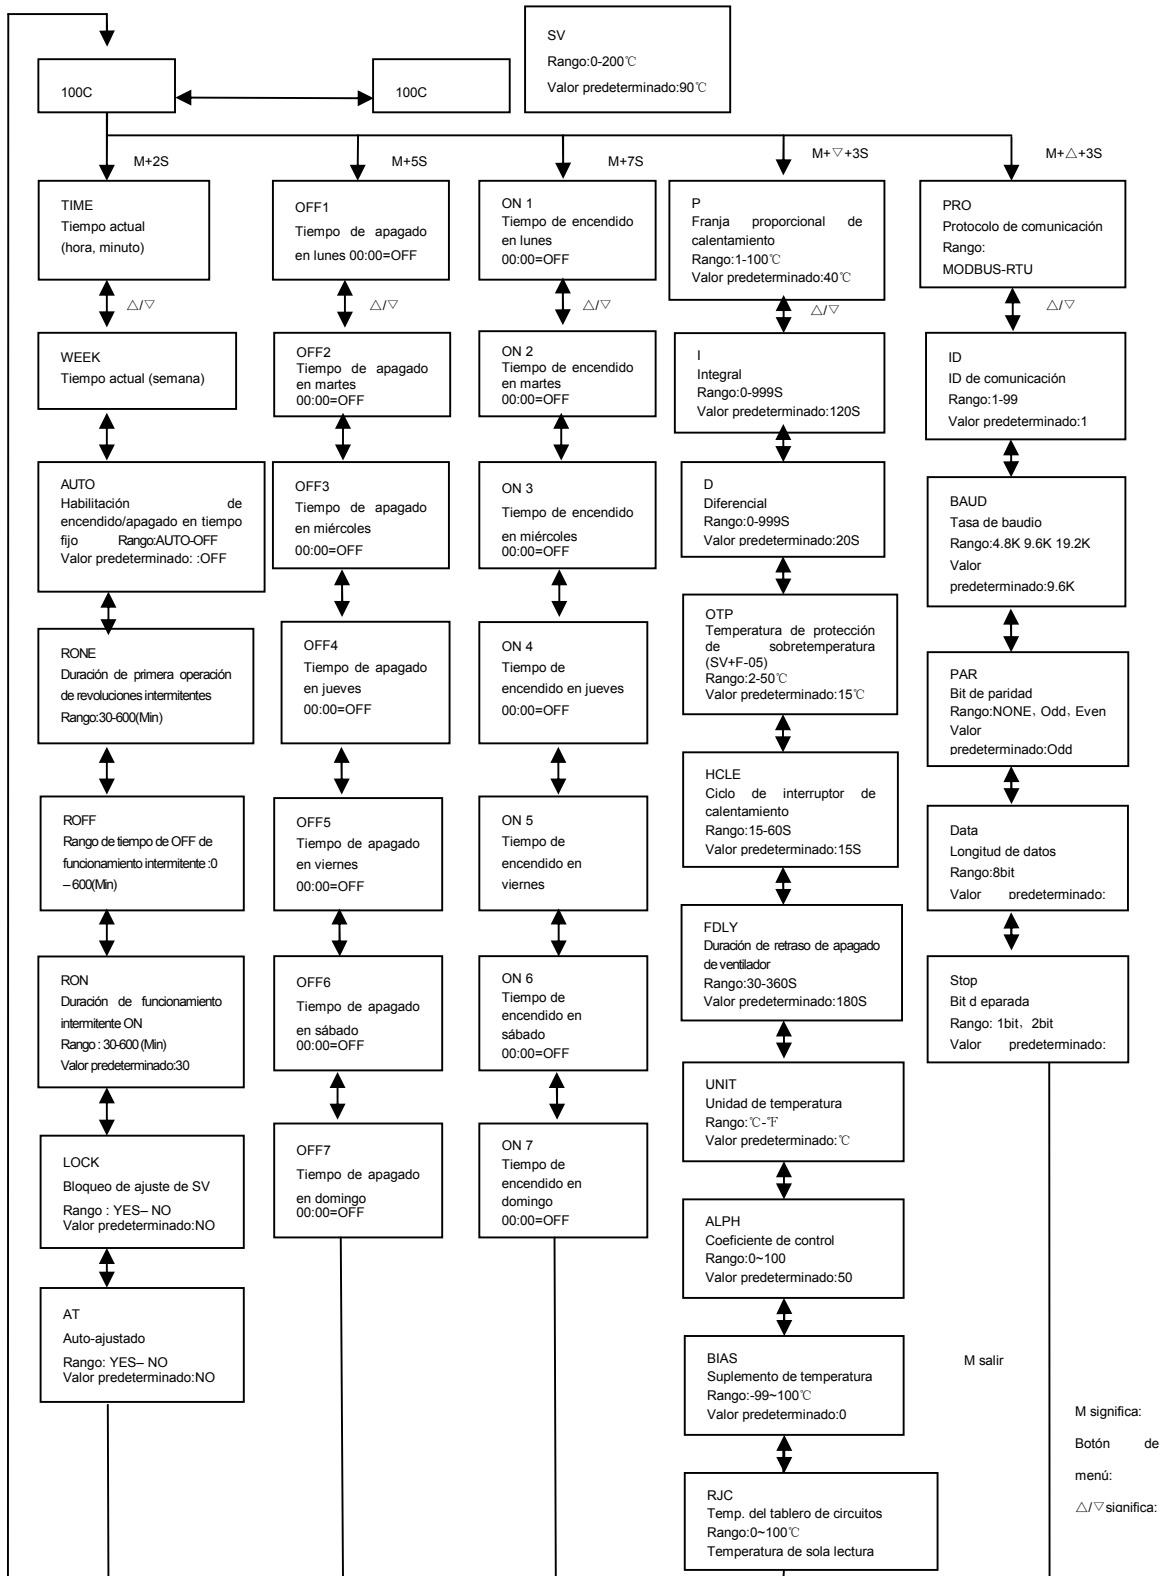 SV
Rango:0-200℃
Valor predeterminado:90℃
100C
100C
M+2S
M+5S
M+7S
M+▽+3S
M+△+3S
TIME
Tiempo actual
(hora, minuto)
△/▽
WEEK
Tiempo actual (semana)
AUTO
Habilitación de
encendido/apagado en tiempo
fijo Rango:AUTO-OFF
Valor predeterminado: :OFF
RONE
Duración de primera operación
de revoluciones intermitentes
Rango:30-600(Min)
ROFF
Rango de tiempo de OFF de
funcionamiento intermitente :0
– 600(Min)
RON
Duración de funcionamiento
intermitente ON
Rango : 30-600 (Min)
Valor predeterminado:30
LOCK
Bloqueo de ajuste de SV
Rango : YES– NO
Valor predeterminado:NO
AT
Auto-ajustado
Rango: YES– NO
Valor predeterminado:NO
OFF1
Tiempo de apagado
en lunes 00:00=OFF
△/▽
OFF2
Tiempo de apagado
en martes
00:00=OFF
OFF3
Tiempo de apagado
en miércoles
00:00=OFF
OFF4
Tiempo de apagado
en jueves
00:00=OFF
OFF5
Tiempo de apagado
en viernes
00:00=OFF
OFF6
Tiempo de apagado
en sábado
00:00=OFF
OFF7
Tiempo de apagado
en domingo
00:00=OFF
ON 1
Tiempo de encendido
en lunes
00:00=OFF
△/▽
ON 2
Tiempo de encendido
en martes
00:00=OFF
ON 3
Tiempo de encendido
en miércoles
00:00=OFF
ON 4
Tiempo de
encendido en jueves
00:00=OFF
ON 5
Tiempo de
encendido en
viernes
ON 6
Tiempo de
encendido en
sábado
00:00=OFF
ON 7
Tiempo de
encendido en
domingo
00:00=OFF
P
Franja proporcional de
calentamiento
Rango:1-100℃
Valor predeterminado:40℃
△/▽
I
Integral
Rango:0-999S
Valor predeterminado:120S
D
Diferencial
Rango:0-999S
Valor predeterminado:20S
OTP
Temperatura de protección
de sobretemperatura
(SV+F-05)
Rango:2-50℃
Valor predeterminado:15℃
HCLE
Ciclo de interruptor de
calentamiento
Rango:15-60S
Valor predeterminado:15S
FDLY
Duración de retraso de apagado
de ventilador
Rango:30-360S
Valor predeterminado:180S
UNIT
Unidad de temperatura
Rango:℃-℉
Valor predeterminado:℃
ALPH
Coeficiente de control
Rango:0~100
Valor predeterminado:50
BIAS
Suplemento de temperatura
Rango:-99~100℃
Valor predeterminado:0
RJC
Temp. del tablero de circuitos
Rango:0~100℃
Temperatura de sola lectura
PRO
Protocolo de comunicación
Rango:
MODBUS-RTU
△/▽
ID
ID de comunicación
Rango:1-99
Valor predeterminado:1
BAUD
Tasa de baudio
Rango:4.8K 9.6K 19.2K
Valor
predeterminado:9.6K
PAR
Bit de paridad
Rango:NONE, Odd, Even
Valor
predeterminado:Odd
Data
Longitud de datos
Rango:8bit
Valor predeterminado:
Stop
Bit d eparada
Rango: 1bit, 2bit
Valor predeterminado:
M salir
M significa:
Botón de
menú:
△/▽significa: